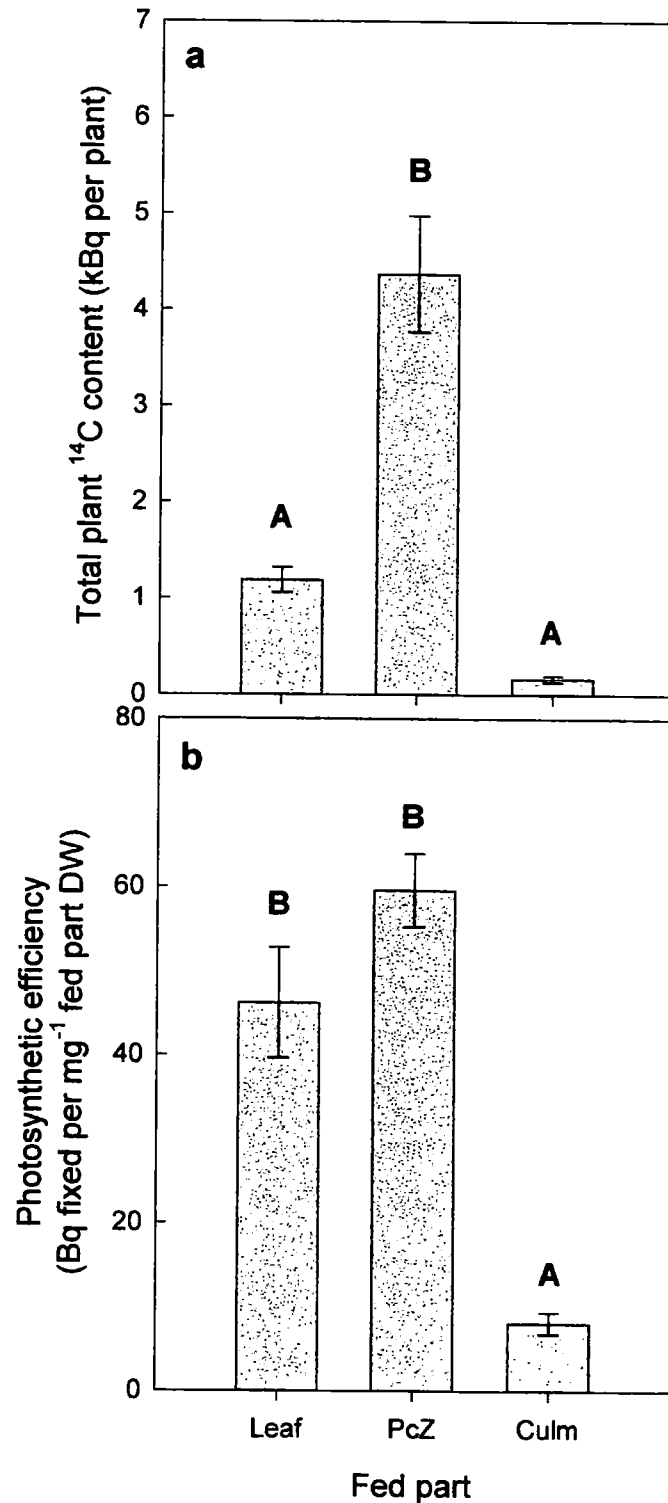 Total plant ¹⁴C content (kBq per plant)
7
6
5
4
3
2
1
0
a
A
B
A
Photosynthetic efficiency
(Bq fixed per mg⁻¹ fed part DW)
80
60
40
20
0
b
B
B
A
Leaf PcZ Culm
Fed part